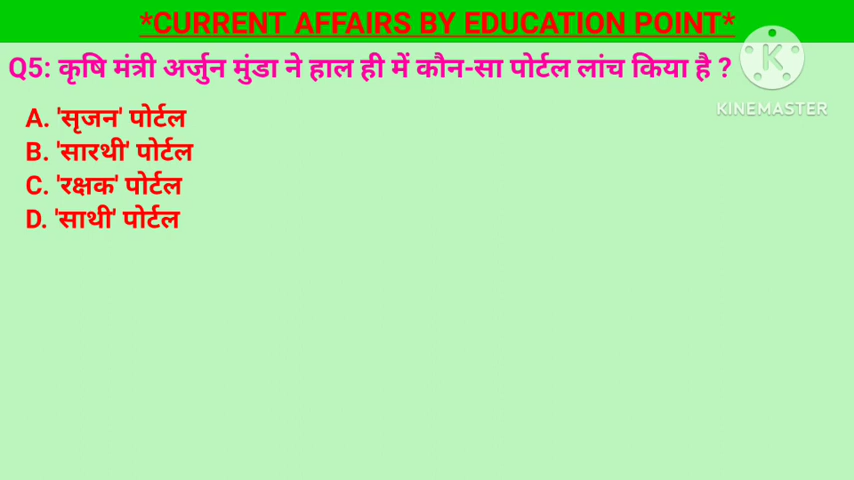 *CURRENT AFFAIRS BY EDUCATION POINT*
Q5: कृषि मंत्री अर्जुन मुंडा ने हाल ही में कौन-सा पोर्टल लांच किया है ?
K
KINEMASTER
A. 'सृजन' पोर्टल
B. 'सारथी' पोर्टल
C. 'रक्षक' पोर्टल
D. 'साथी' पोर्टल